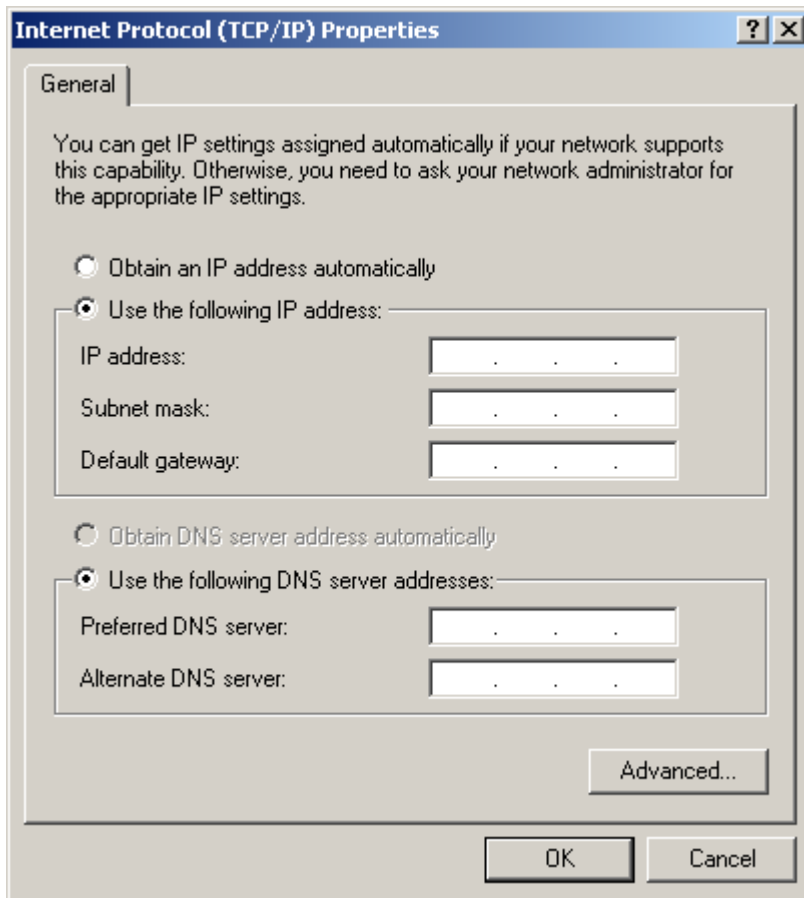 Internet Protocol (TCP/IP) Properties
General
You can get IP settings assigned automatically if your network supports
this capability. Otherwise, you need to ask your network administrator for
the appropriate IP settings.
Obtain an IP address automatically
Use the following IP address:
IP address: . . .
Subnet mask: . . .
Default gateway: . . .
Obtain DNS server address automatically
Use the following DNS server addresses:
Preferred DNS server: . . .
Alternate DNS server: . . .
Advanced...
OK Cancel